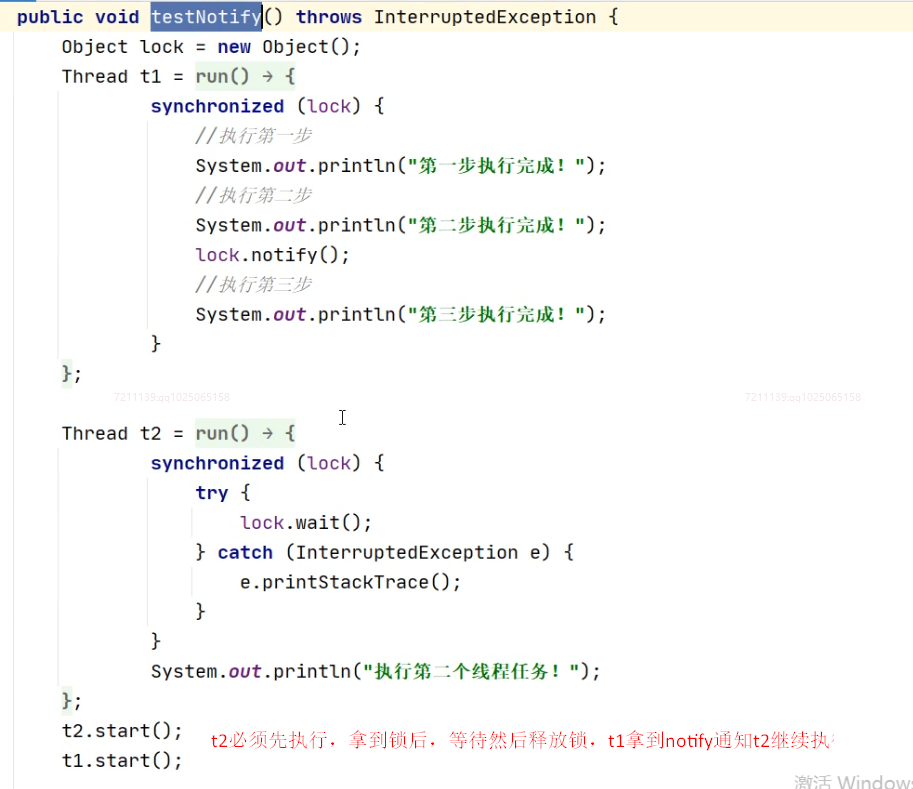 public void testNotify() throws InterruptedException {
Object lock = new Object();
Thread t1 = run() → {
synchronized (lock) {
//执行第一步
System.out.println("第一步执行完成！");
//执行第二步
System.out.println("第二步执行完成！");
lock.notify();
//执行第三步
System.out.println("第三步执行完成！");
}
};
7211139:qq1025065158 7211139:qq1025065158
Thread t2 = run() → {
synchronized (lock) {
try {
lock.wait();
} catch (InterruptedException e) {
e.printStackTrace();
}
}
System.out.println("执行第二个线程任务！");
};
t2.start();
t2必须先执行，拿到锁后，等待然后释放锁，t1拿到notify通知t2继续执
t1.start();
激活 Windows